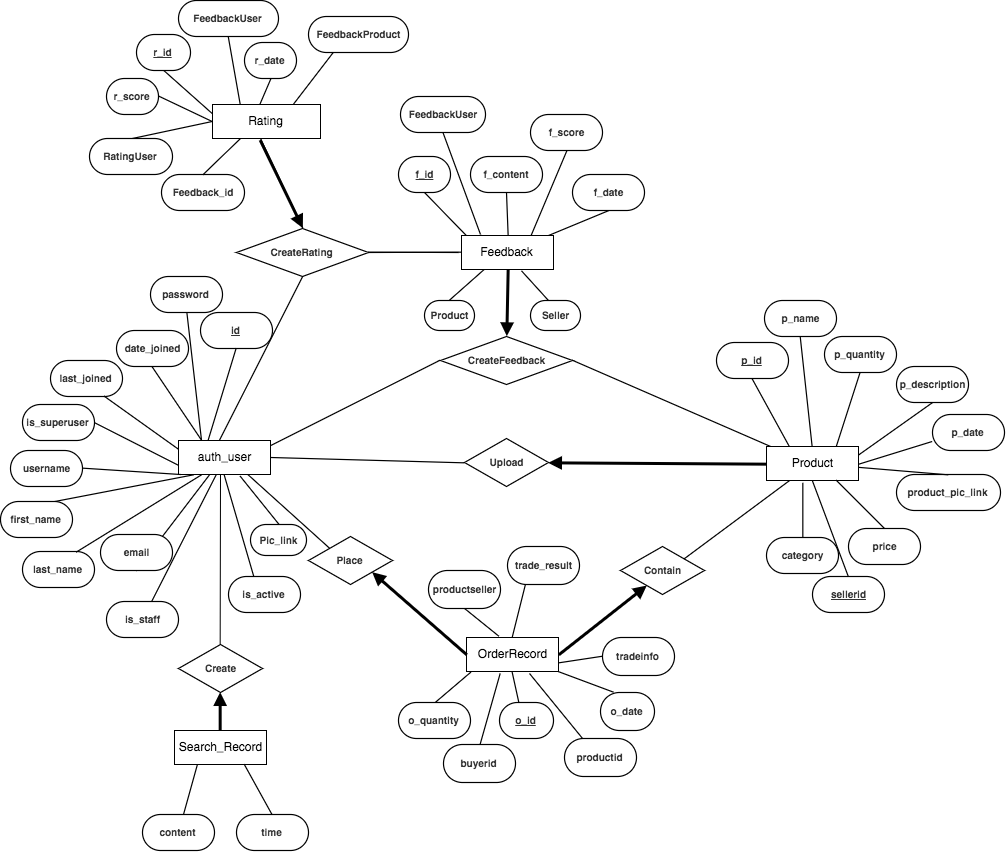 FeedbackUser
FeedbackProduct
r_id
r_date
r_score
Rating
RatingUser
Feedback_id
FeedbackUser
f_score
f_id
f_content
f_date
CreateRating
Feedback
Product
Seller
password
id
date_joined
last_joined
is_superuser
username
first_name
last_name
email
is_staff
is_active
Pic_link
auth_user
CreateFeedback
Upload
p_name
p_id
p_quantity
p_description
p_date
Product
product_pic_link
price
category
sellerid
Place
Contain
trade_result
productseller
OrderRecord
tradeinfo
o_date
o_quantity
o_id
productid
buyerid
Create
Search_Record
content
time